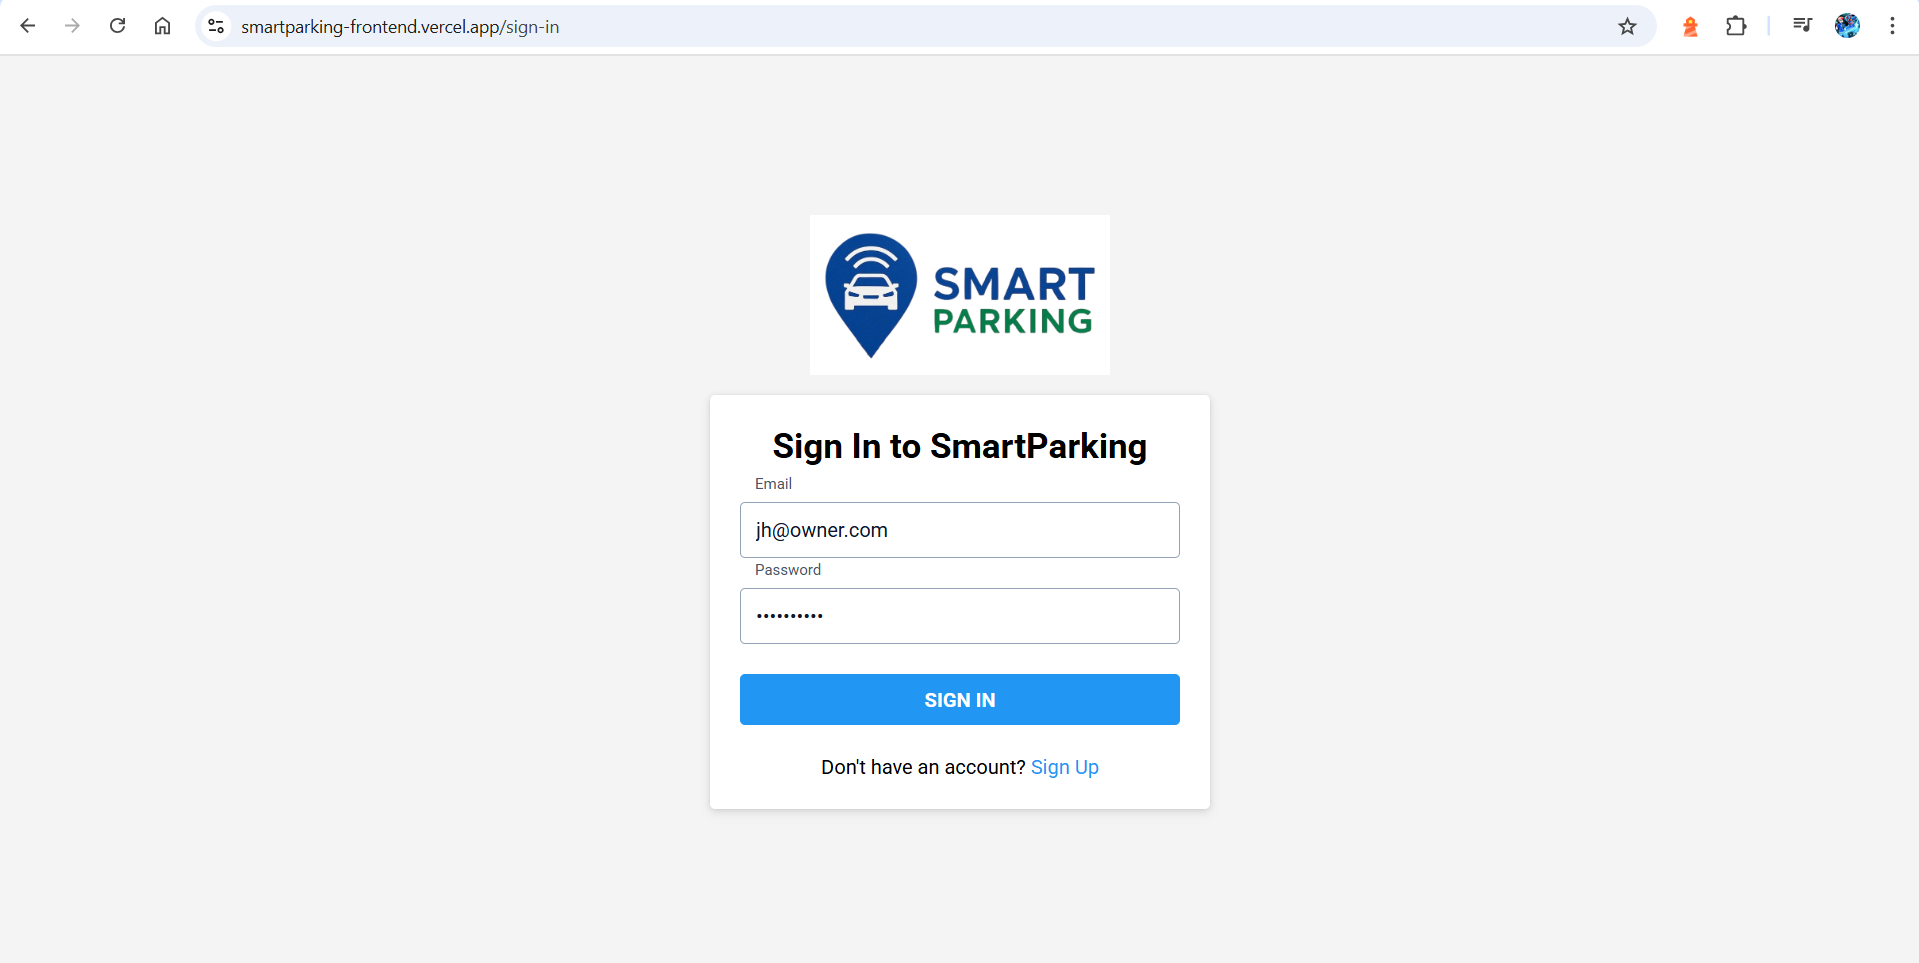 smartparking-frontend.vercel.app/sign-in
SMART
PARKING
Sign In to SmartParking
Email
jh@owner.com
Password
••••••••••
SIGN IN
Don't have an account? Sign Up